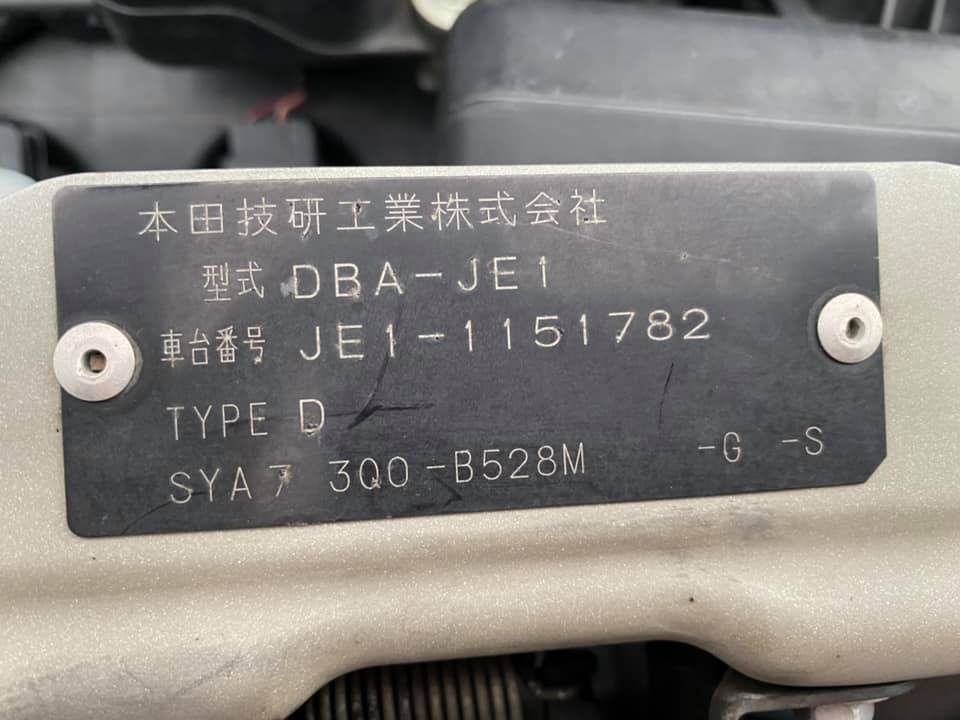 本田技研工業株式会社
型式 DBA-JE1
車台番号 JE1-1151782
TYPE D
SYA7 3Q0-B528M -G -S